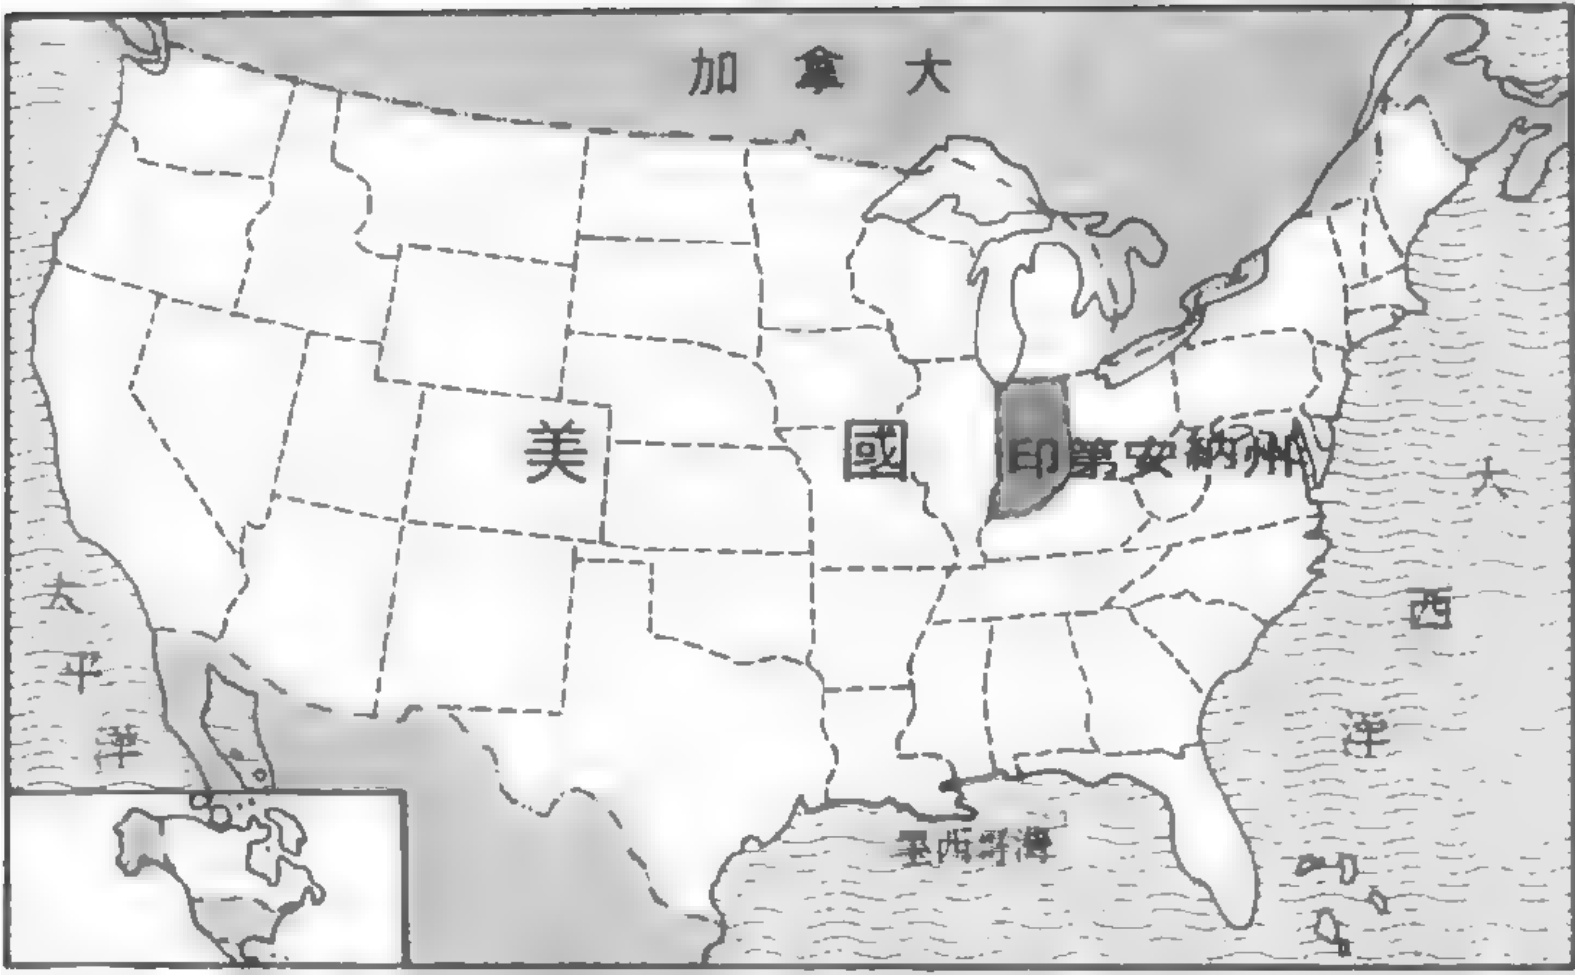 加拿大
美國
印第安納州
大西洋
太平洋
墨西哥灣